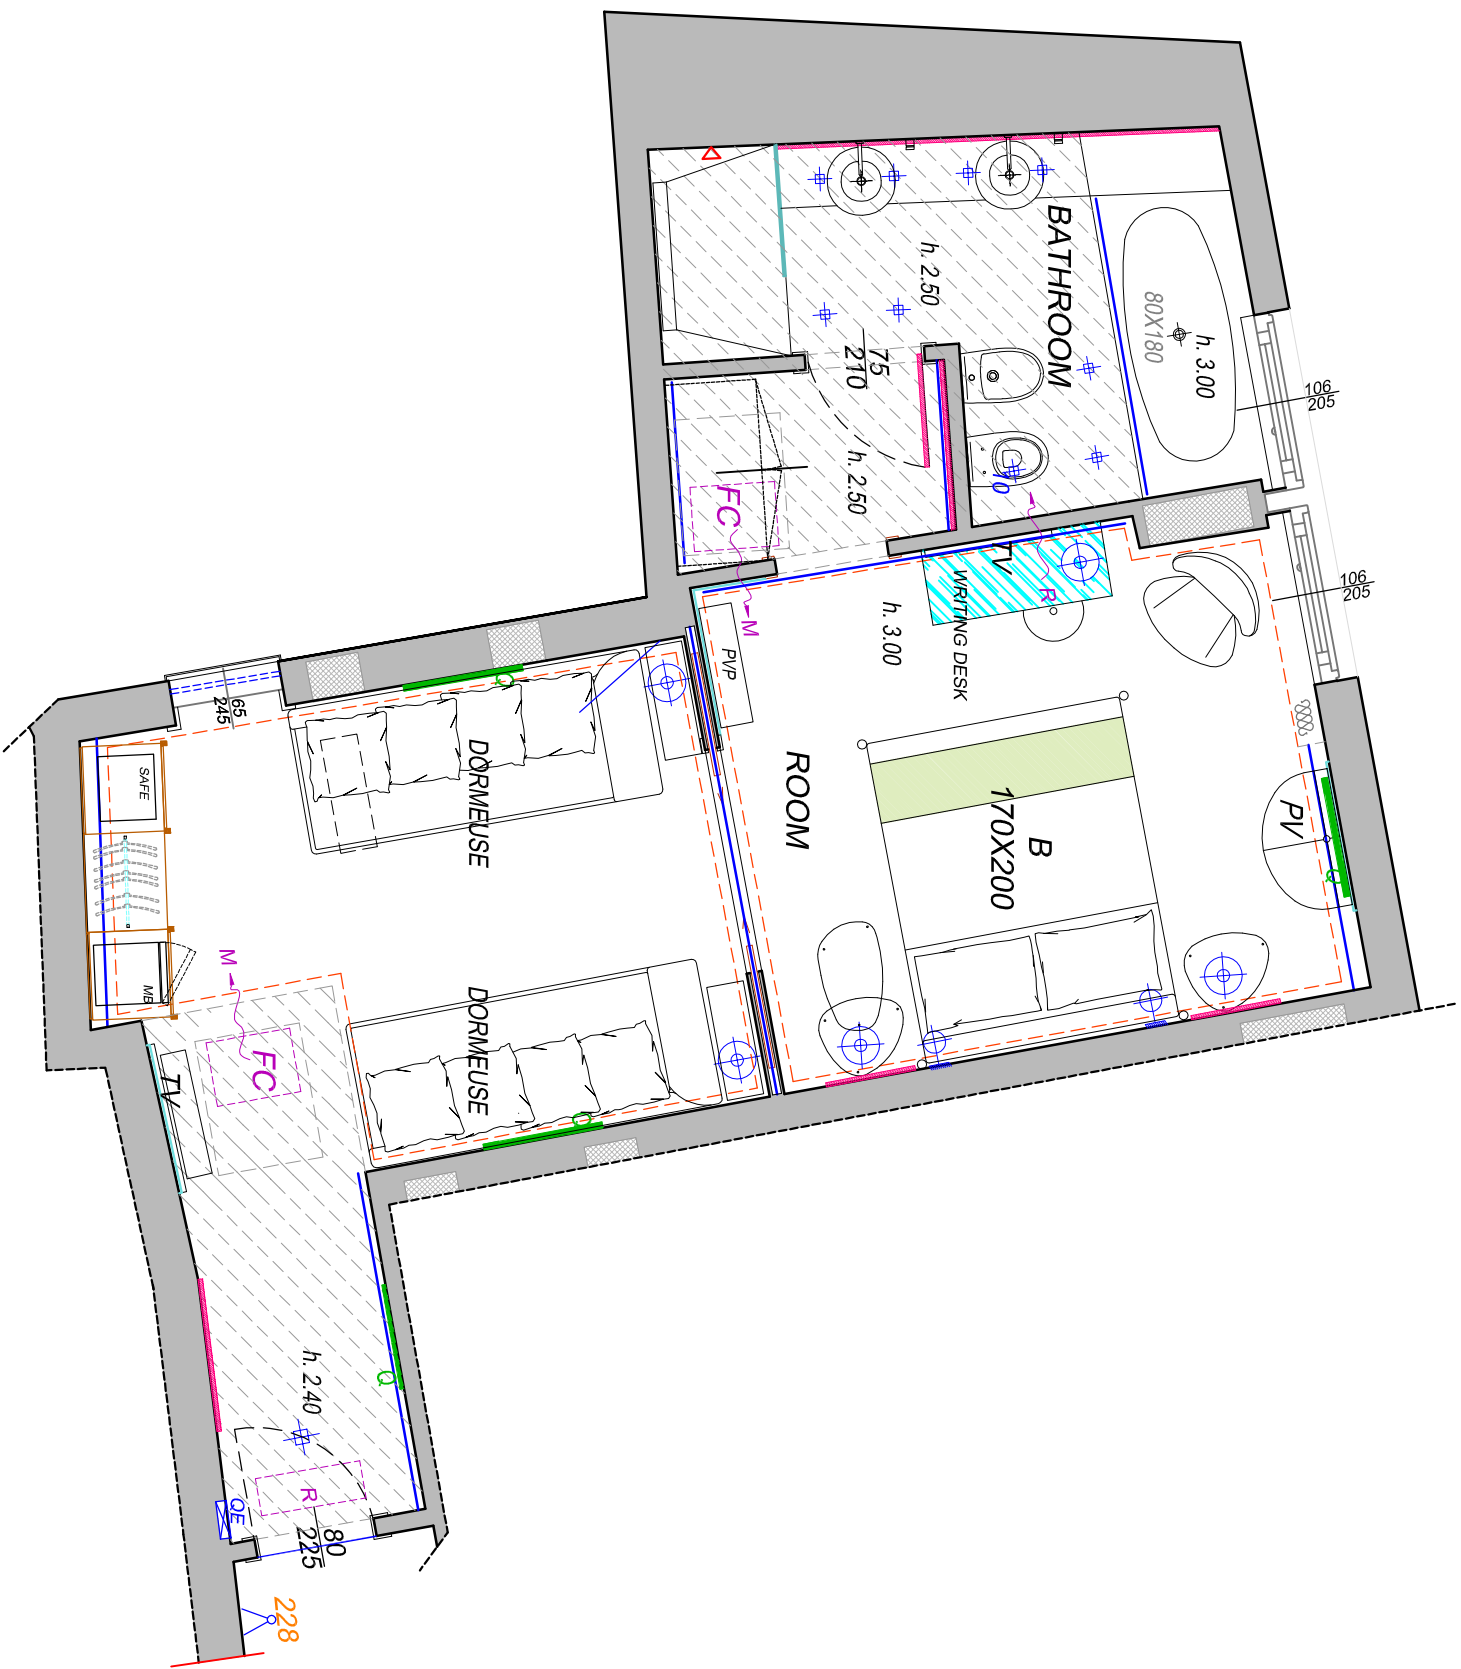 BATHROOM
h. 2.50
80X180
h. 3.00
106
205
75
210
h. 2.50
70
FC
M
TV
R
WRITING DESK
h. 3.00
106
205
PVP
Q
65
245
DORMEUSE
ROOM
B
170X200
PV
Q
SAFE
MB
M
FC
TV
DORMEUSE
Q
h. 2.40
Q
R
QE
80
225
228